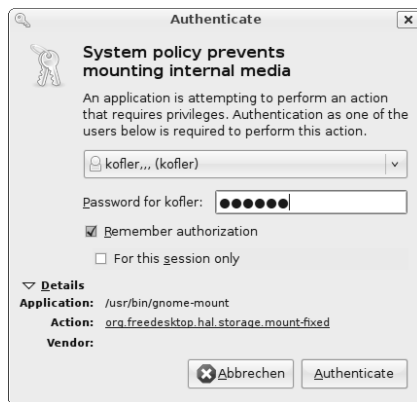 Authenticate
System policy prevents
mounting internal media
An application is attempting to perform an action
that requires privileges. Authentication as one of the
users below is required to perform this action.
kofler,,, (kofler)
Password for kofler: ●●●●●●
Remember authorization
For this session only
Details
Application: /usr/bin/gnome-mount
Action: org.freedesktop.hal.storage.mount-fixed
Vendor:
Abbrechen Authenticate